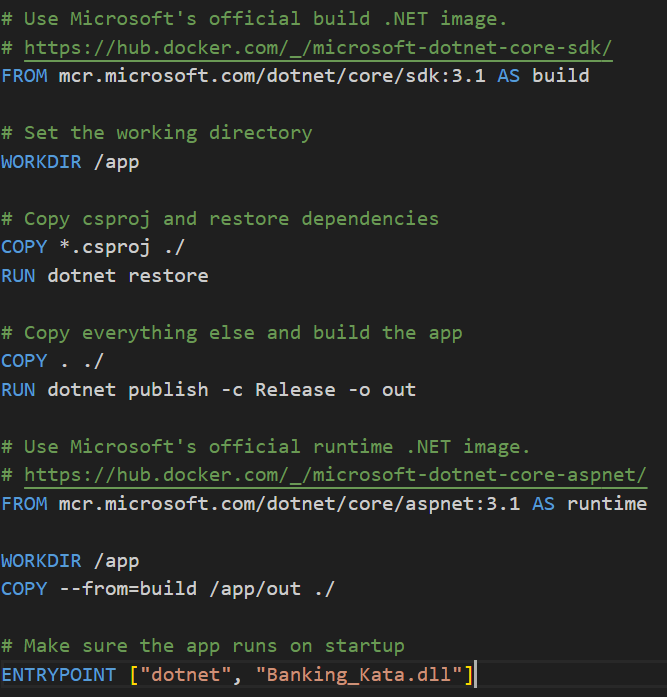 # Use Microsoft's official build .NET image.
# https://hub.docker.com/_/microsoft-dotnet-core-sdk/
FROM mcr.microsoft.com/dotnet/core/sdk:3.1 AS build
# Set the working directory
WORKDIR /app
# Copy csproj and restore dependencies
COPY *.csproj ./
RUN dotnet restore
# Copy everything else and build the app
COPY . ./
RUN dotnet publish -c Release -o out
# Use Microsoft's official runtime .NET image.
# https://hub.docker.com/_/microsoft-dotnet-core-aspnet/
FROM mcr.microsoft.com/dotnet/core/aspnet:3.1 AS runtime
WORKDIR /app
COPY --from=build /app/out ./
# Make sure the app runs on startup
ENTRYPOINT ["dotnet", "Banking_Kata.dll"]